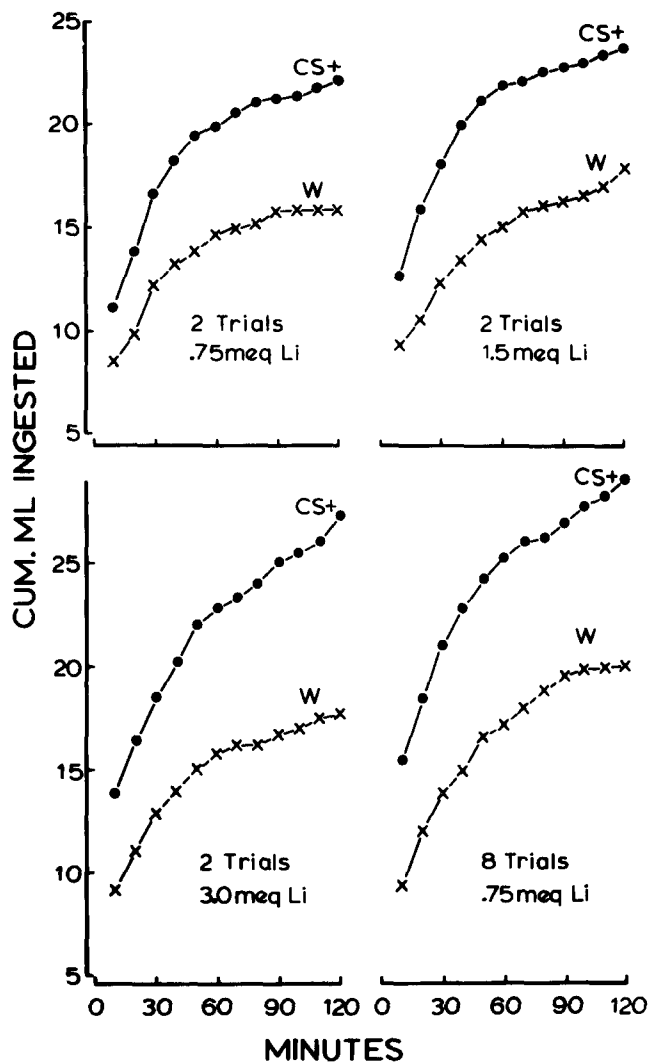 25
20
15
10
5
CS+
W
2 Trials
.75meq Li
CS+
W
2 Trials
1.5meq Li
CUM. ML INGESTED
25
20
15
10
5
CS+
W
2 Trials
3.0meq Li
CS+
W
8 Trials
.75meq Li
0 30 60 90 120 0 30 60 90 120
MINUTES